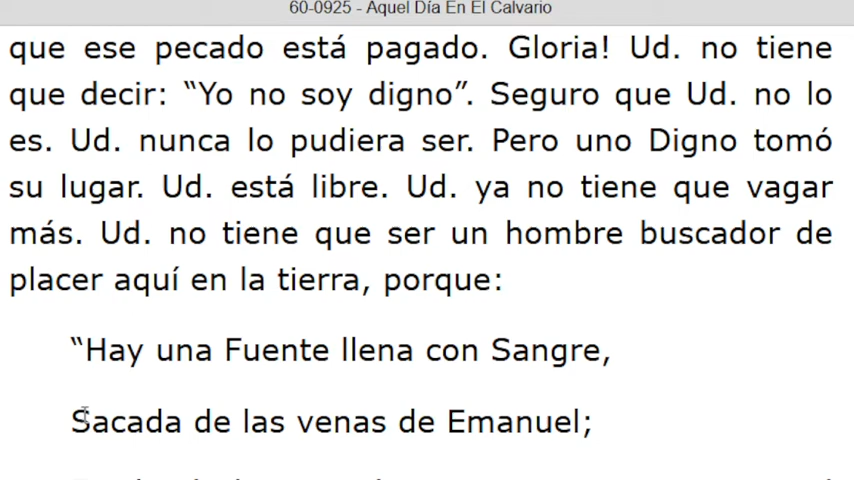 60-0925 - Aquel Día En El Calvario
que ese pecado está pagado. Gloria! Ud. no tiene
que decir: “Yo no soy digno”. Seguro que Ud. no lo
es. Ud. nunca lo pudiera ser. Pero uno Digno tomó
su lugar. Ud. está libre. Ud. ya no tiene que vagar
más. Ud. no tiene que ser un hombre buscador de
placer aquí en la tierra, porque:
“Hay una Fuente llena con Sangre,
Sacada de las venas de Emanuel;